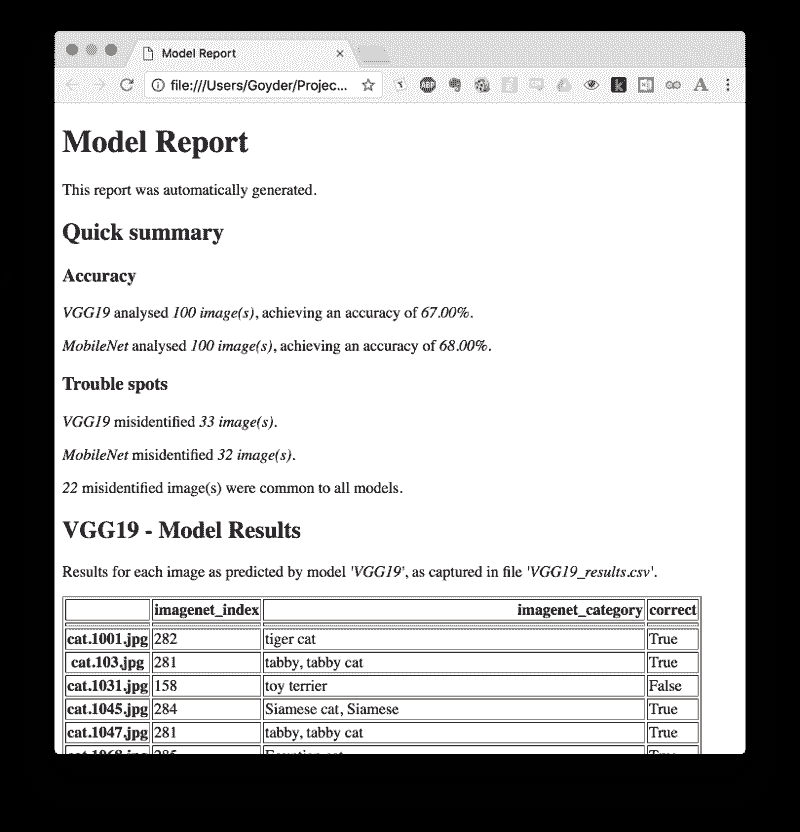 Model Report
file:///Users/Goyder/Projec...
Model Report
This report was automatically generated.
Quick summary
Accuracy
VGG19 analysed 100 image(s), achieving an accuracy of 67.00%.
MobileNet analysed 100 image(s), achieving an accuracy of 68.00%.
Trouble spots
VGG19 misidentified 33 image(s).
MobileNet misidentified 32 image(s).
22 misidentified image(s) were common to all models.
VGG19 - Model Results
Results for each image as predicted by model 'VGG19', as captured in file 'VGG19_results.csv'.
imagenet_index imagenet_category correct
cat.1001.jpg 282 tiger cat True
cat.103.jpg 281 tabby, tabby cat True
cat.1031.jpg 158 toy terrier False
cat.1045.jpg 284 Siamese cat, Siamese True
cat.1047.jpg 281 tabby, tabby cat True